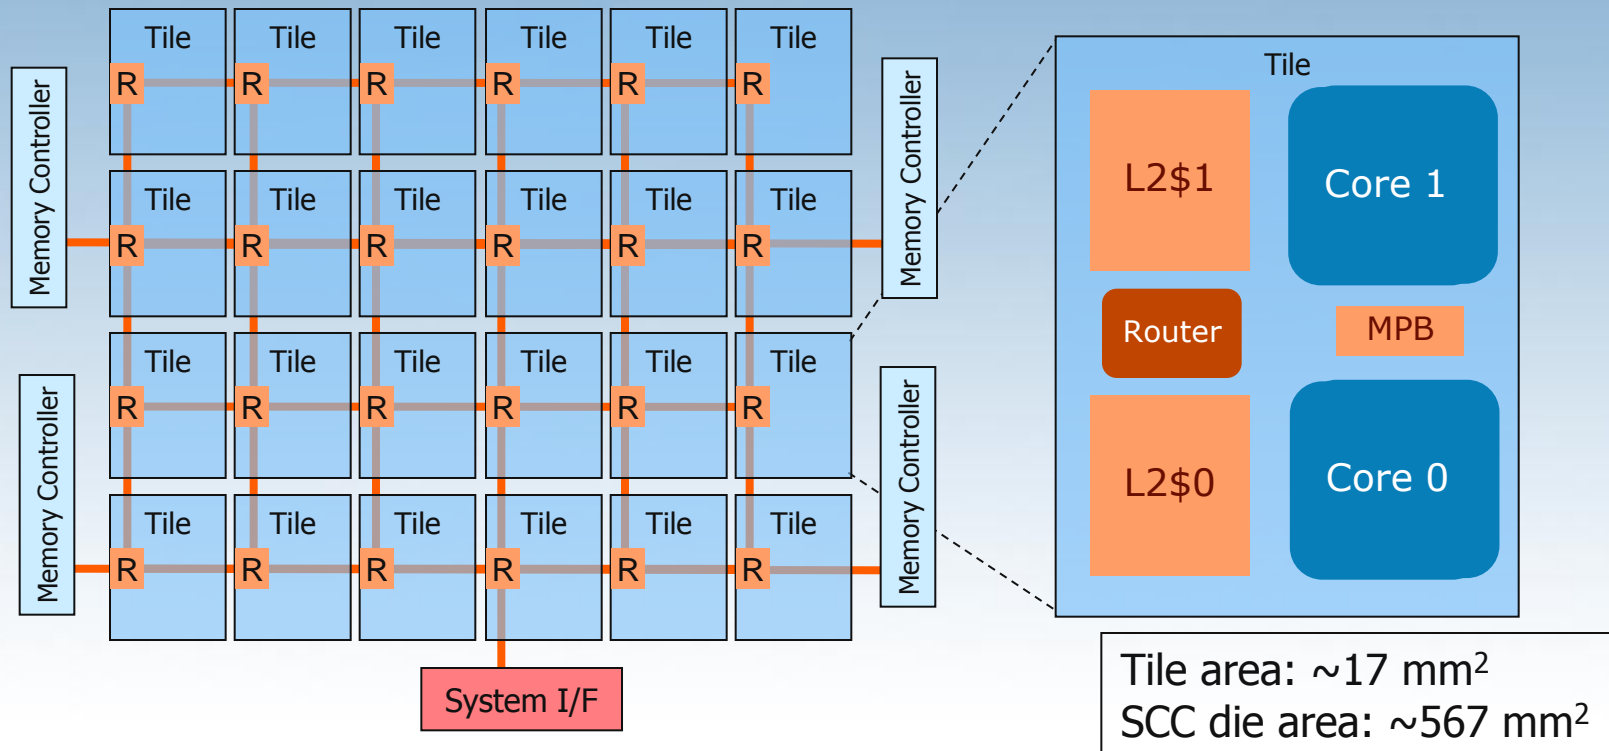 Tile Tile Tile Tile Tile Tile
R R R R R R
Memory Controller
Memory Controller
Tile Tile Tile Tile Tile Tile
R R R R R R
Tile Tile Tile Tile Tile Tile
R R R R R R
Memory Controller
Memory Controller
Tile Tile Tile Tile Tile Tile
R R R R R R
System I/F
Tile
L2$1
Core 1
Router
MPB
L2$0
Core 0
Tile area: ~17 mm²
SCC die area: ~567 mm²